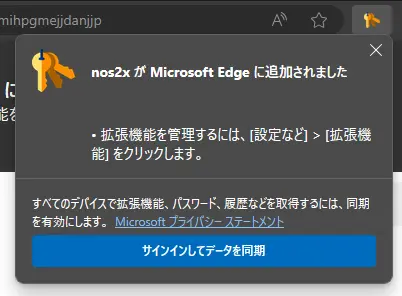 mihpgmejjdanjjp
nos2x が Microsoft Edge に追加されました
• 拡張機能を管理するには、[設定など] > [拡張機
能] をクリックします。
すべてのデバイスで拡張機能、パスワード、履歴などを取得するには、同期
を有効にします。 Microsoft プライバシー ステートメント
サインインしてデータを同期